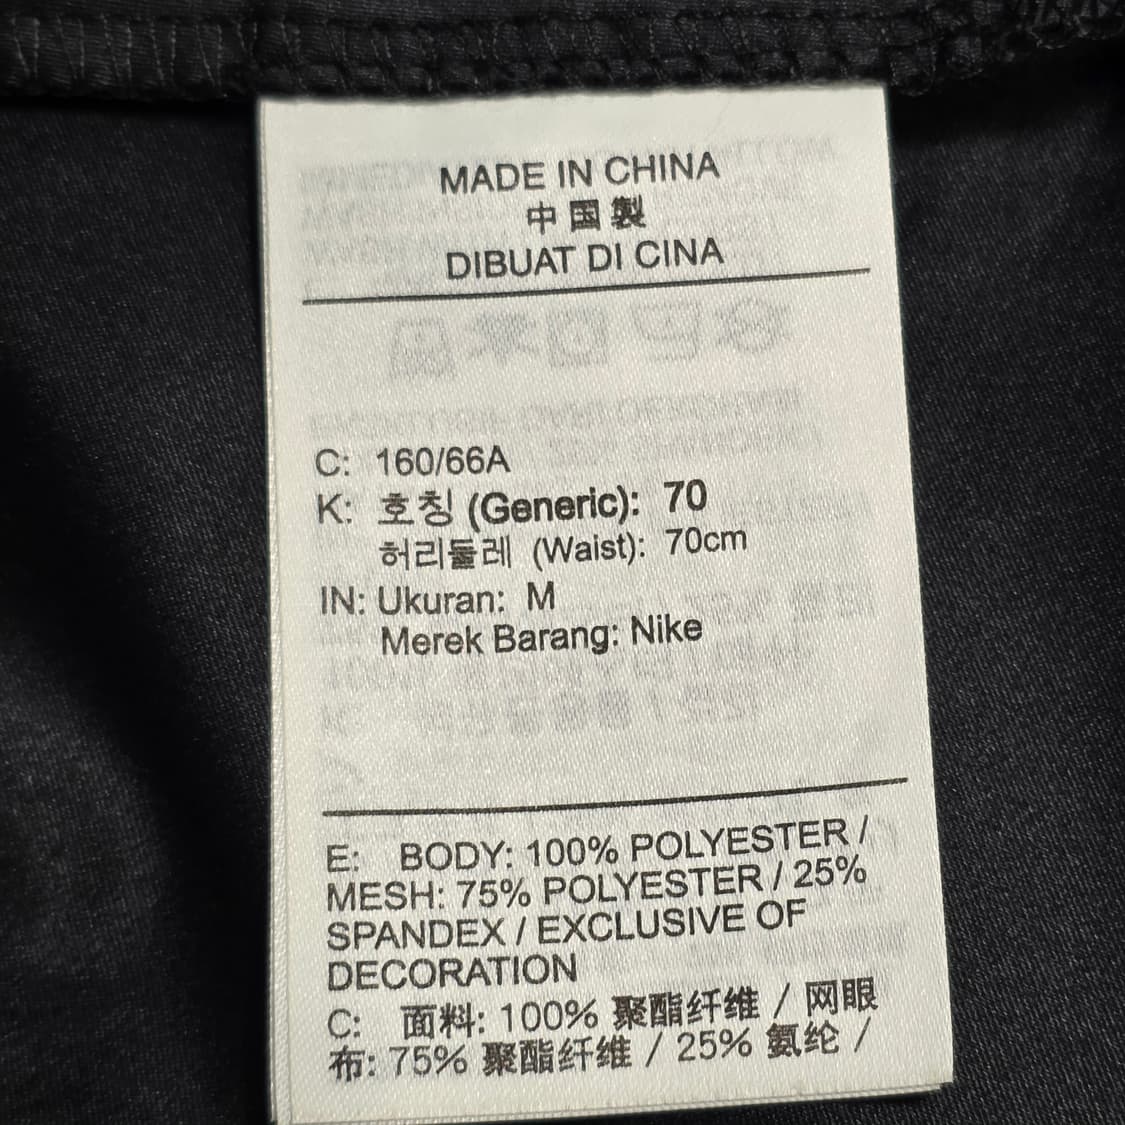 MADE IN CHINA
中国製
DIBUAT DI CINA
C: 160/66A
K: 호칭 (Generic): 70
허리둘레 (Waist): 70cm
IN: Ukuran: M
Merek Barang: Nike
E: BODY: 100% POLYESTER /
MESH: 75% POLYESTER / 25%
SPANDEX / EXCLUSIVE OF
DECORATION
C: 面料: 100% 聚酯纤维 / 网眼
布: 75% 聚酯纤维 / 25% 氨纶 /